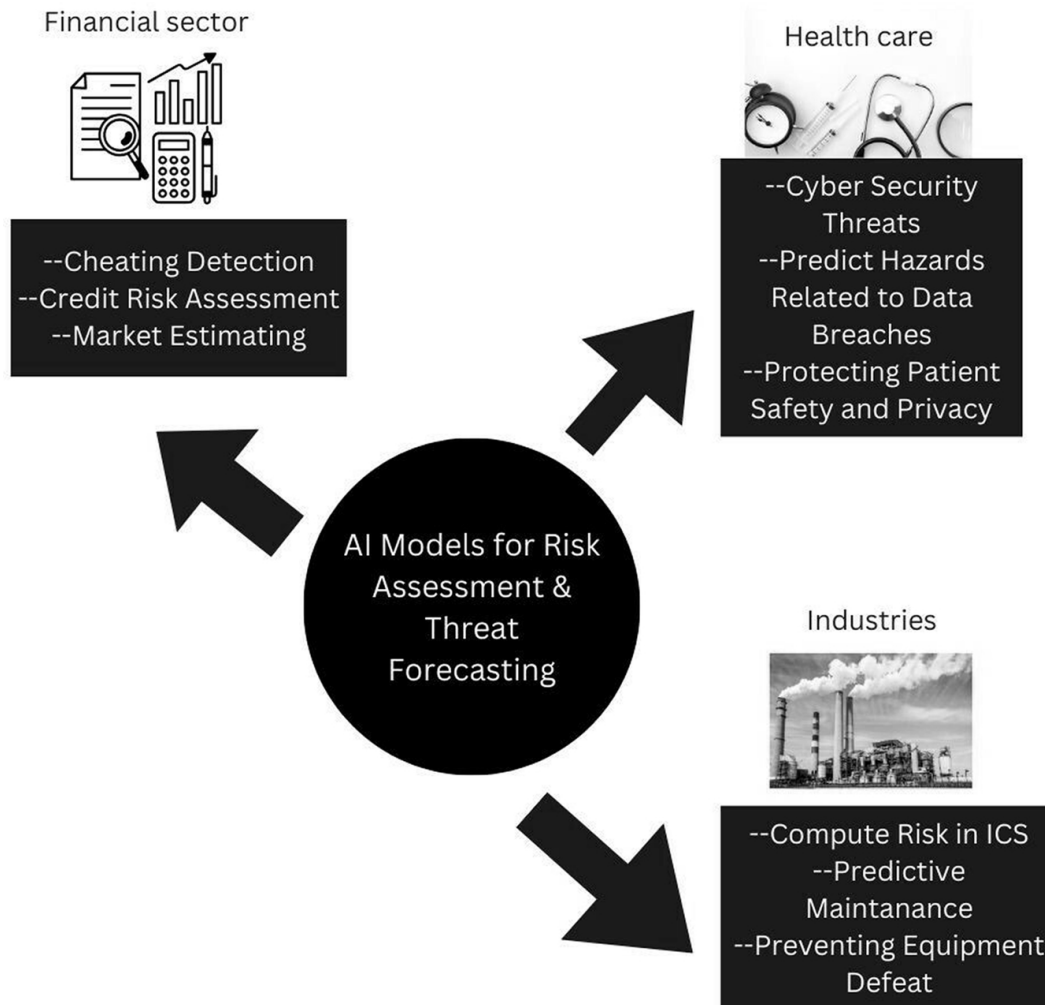 Financial sector
--Cheating Detection
--Credit Risk Assessment
--Market Estimating
Health care
--Cyber Security
Threats
--Predict Hazards
Related to Data
Breaches
--Protecting Patient
Safety and Privacy
AI Models for Risk
Assessment &
Threat
Forecasting
Industries
--Compute Risk in ICS
--Predictive
Maintanance
--Preventing Equipment
Defeat